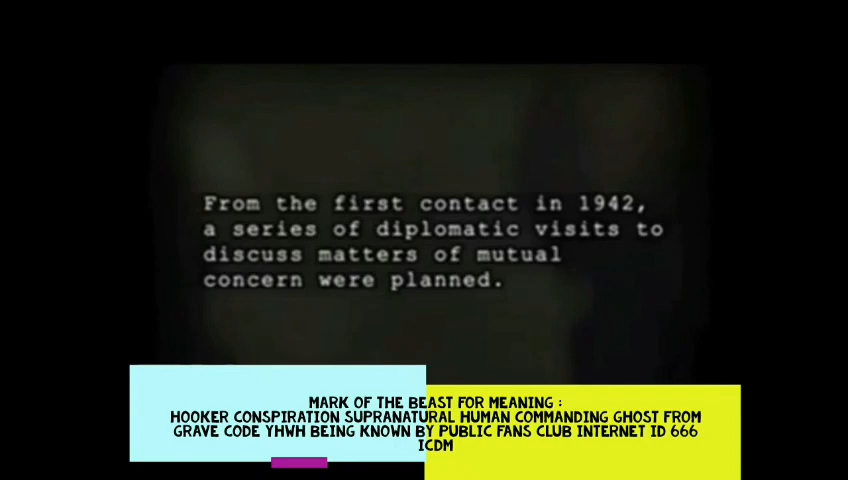 From the first contact in 1942,
a series of diplomatic visits to
discuss matters of mutual
concern were planned.
MARK OF THE BEAST FOR MEANING :
HOOKER CONSPIRATION SUPRANATURAL HUMAN COMMANDING GHOST FROM
GRAVE CODE YHWH BEING KNOWN BY PUBLIC FANS CLUB INTERNET ID 666
ICDM